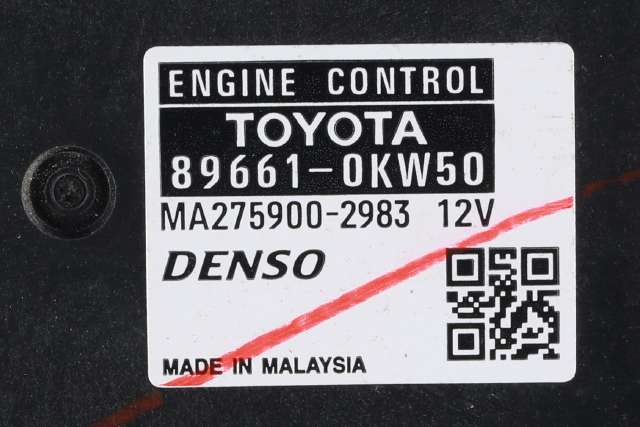 ENGINE CONTROL
TOYOTA
89661-0KW50
MA275900-2983 12V
DENSO
MADE IN MALAYSIA